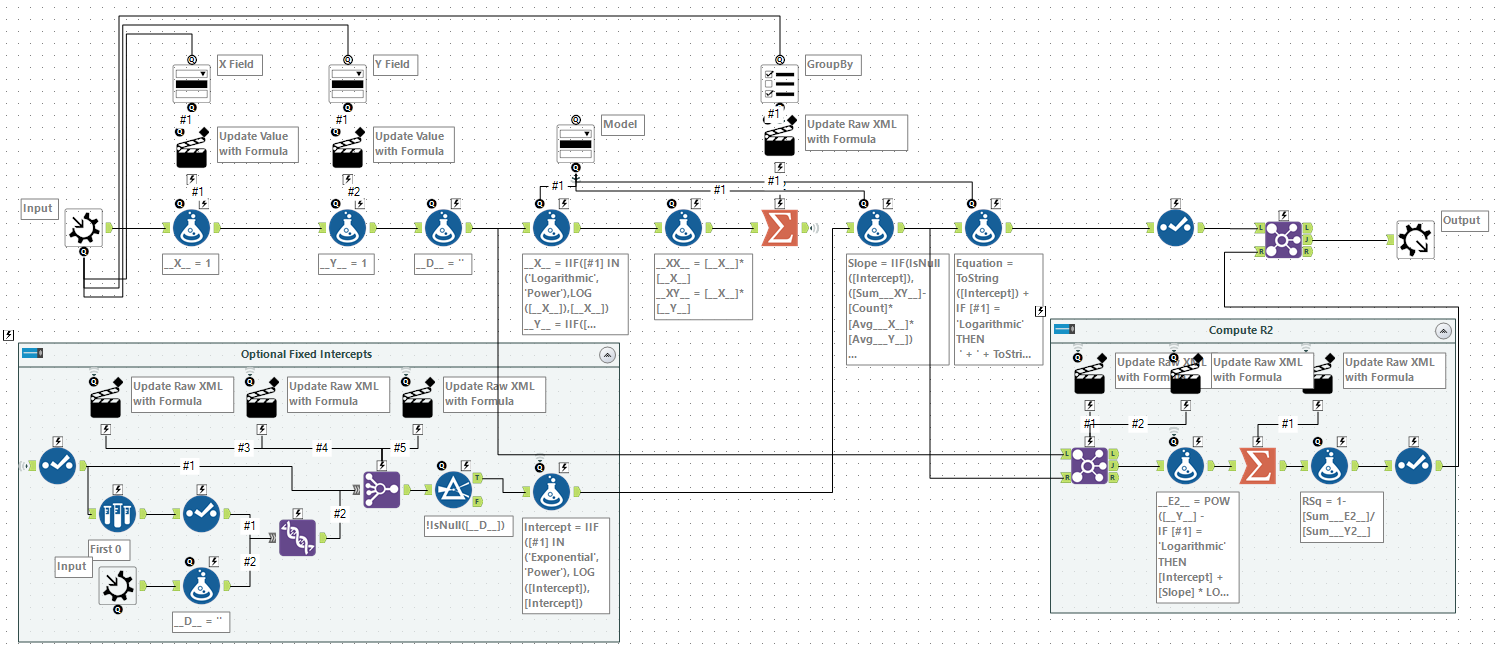 X Field
Y Field
GroupBy
#1
#1
#1
Model
Update Value
with Formula
Update Value
with Formula
Update Raw XML
with Formula
#1
#2
#1
#1
#1
Input
Output
__X__ = 1
__Y__ = 1
__D__ = ''
__X__ = IIF([#1] IN
('Logarithmic',
'Power'),LOG
([__X__]),[__X__])
__Y__ = IIF([...
__XX__ = [__X__]*
[__X__]
__XY__ = [__X__]*
[__Y__]
Slope = IIF(IsNull
([Intercept]),
([Sum___XY__]-
[Count]*
[Avg___X__]*
[Avg___Y__])
...
Equation =
ToString
([Intercept]) +
IF [#1] =
'Logarithmic'
THEN
' + ' + ToStri...
Optional Fixed Intercepts
Update Raw XML
with Formula
Update Raw XML
with Formula
Update Raw XML
with Formula
#3
#4
#5
#1
#1
#2
#2
First 0
Input
__D__ = ''
!IsNull([__D__])
Intercept = IIF
([#1] IN
('Exponential',
'Power'), LOG
([Intercept]),
[Intercept])
Compute R2
Update Raw XML
with Formula
Update Raw XML
with Formula
Update Raw XML
with Formula
#1
#2
#1
__E2__ = POW
([__Y__] -
IF [#1] =
'Logarithmic'
THEN
[Intercept] +
[Slope] * LO...
RSq = 1-
[Sum___E2__]/
[Sum___Y2__]